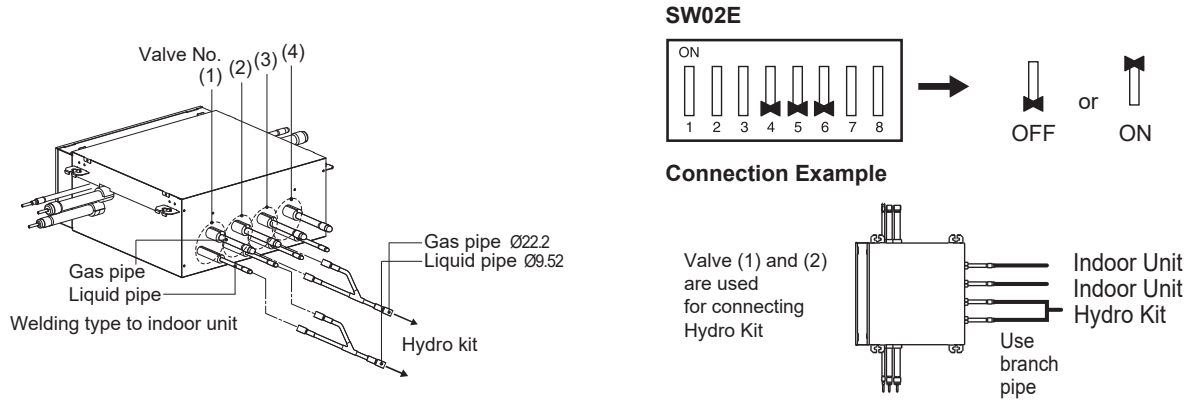 Valve No.
(1) (2) (3) (4)
Gas pipe Ø22.2
Liquid pipe Ø9.52
Gas pipe
Liquid pipe
Welding type to indoor unit
Hydro kit
SW02E
ON
1 2 3 4 5 6 7 8
or
OFF ON
Connection Example
Valve (1) and (2)
are used
for connecting
Hydro Kit
Indoor Unit
Indoor Unit
Hydro Kit
Use
branch
pipe